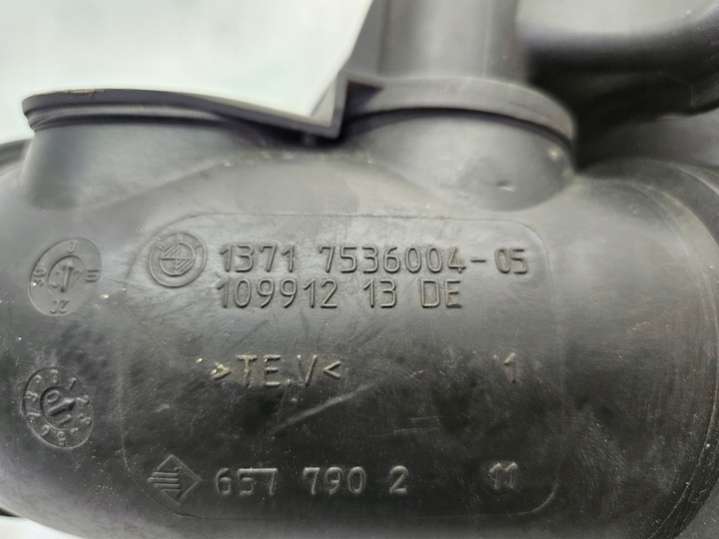 1371 7536004-05
109912 13 DE
>TE.V< 1
657 790 2 11